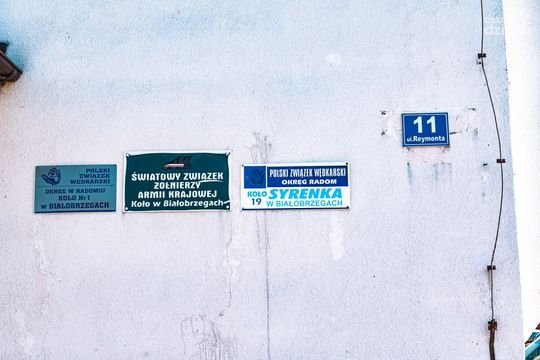 POLSKI
ZWIĄZEK
WĘDKARSKI
OKRĘG W RADOMIU
KOŁO Nr 1
w BIAŁOBRZEGACH
ŚWIATOWY ZWIĄZEK
ŻOŁNIERZY
ARMII KRAJOWEJ
Koło w Białobrzegach
POLSKI ZWIĄZEK WĘDKARSKI
OKRĘG RADOM
KOŁO SYRENKA
19 W BIAŁOBRZEGACH
11
ul.Reymonta